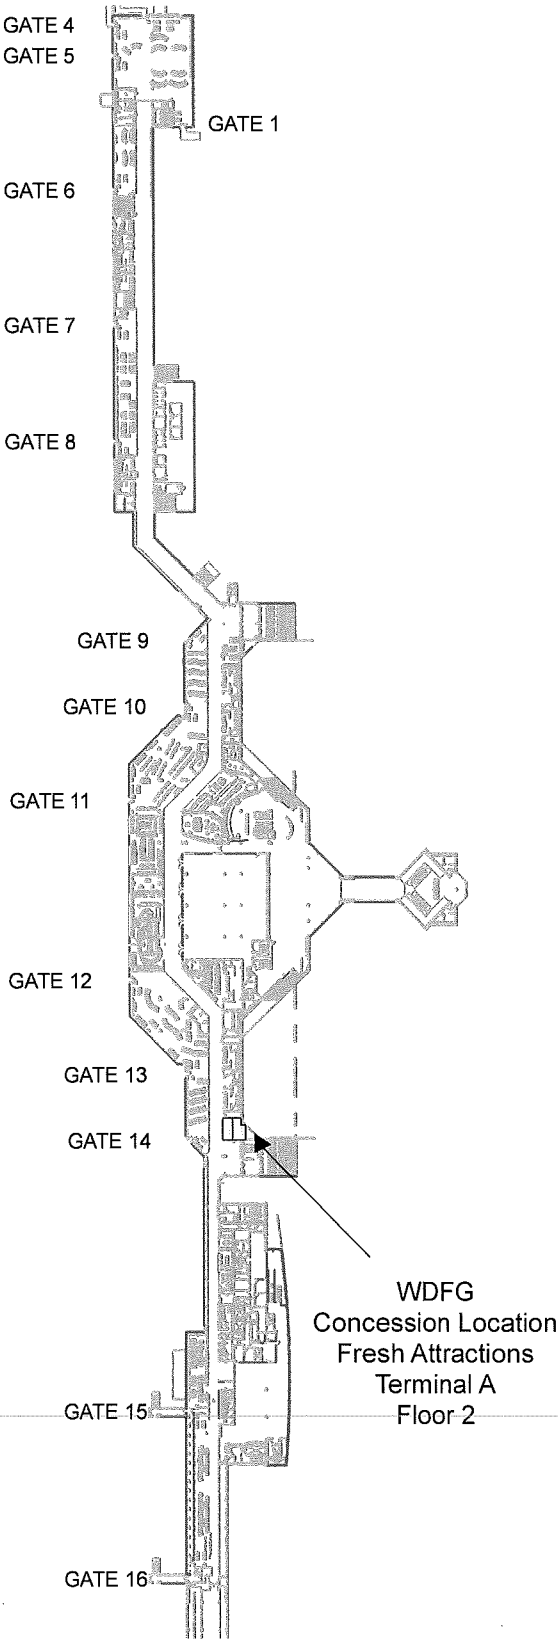 GATE 4
GATE 5
GATE 1
GATE 6
GATE 7
GATE 8
GATE 9
GATE 10
GATE 11
GATE 12
GATE 13
GATE 14
WDFG
Concession Location
Fresh Attractions
Terminal A
Floor 2
GATE 15
GATE 16